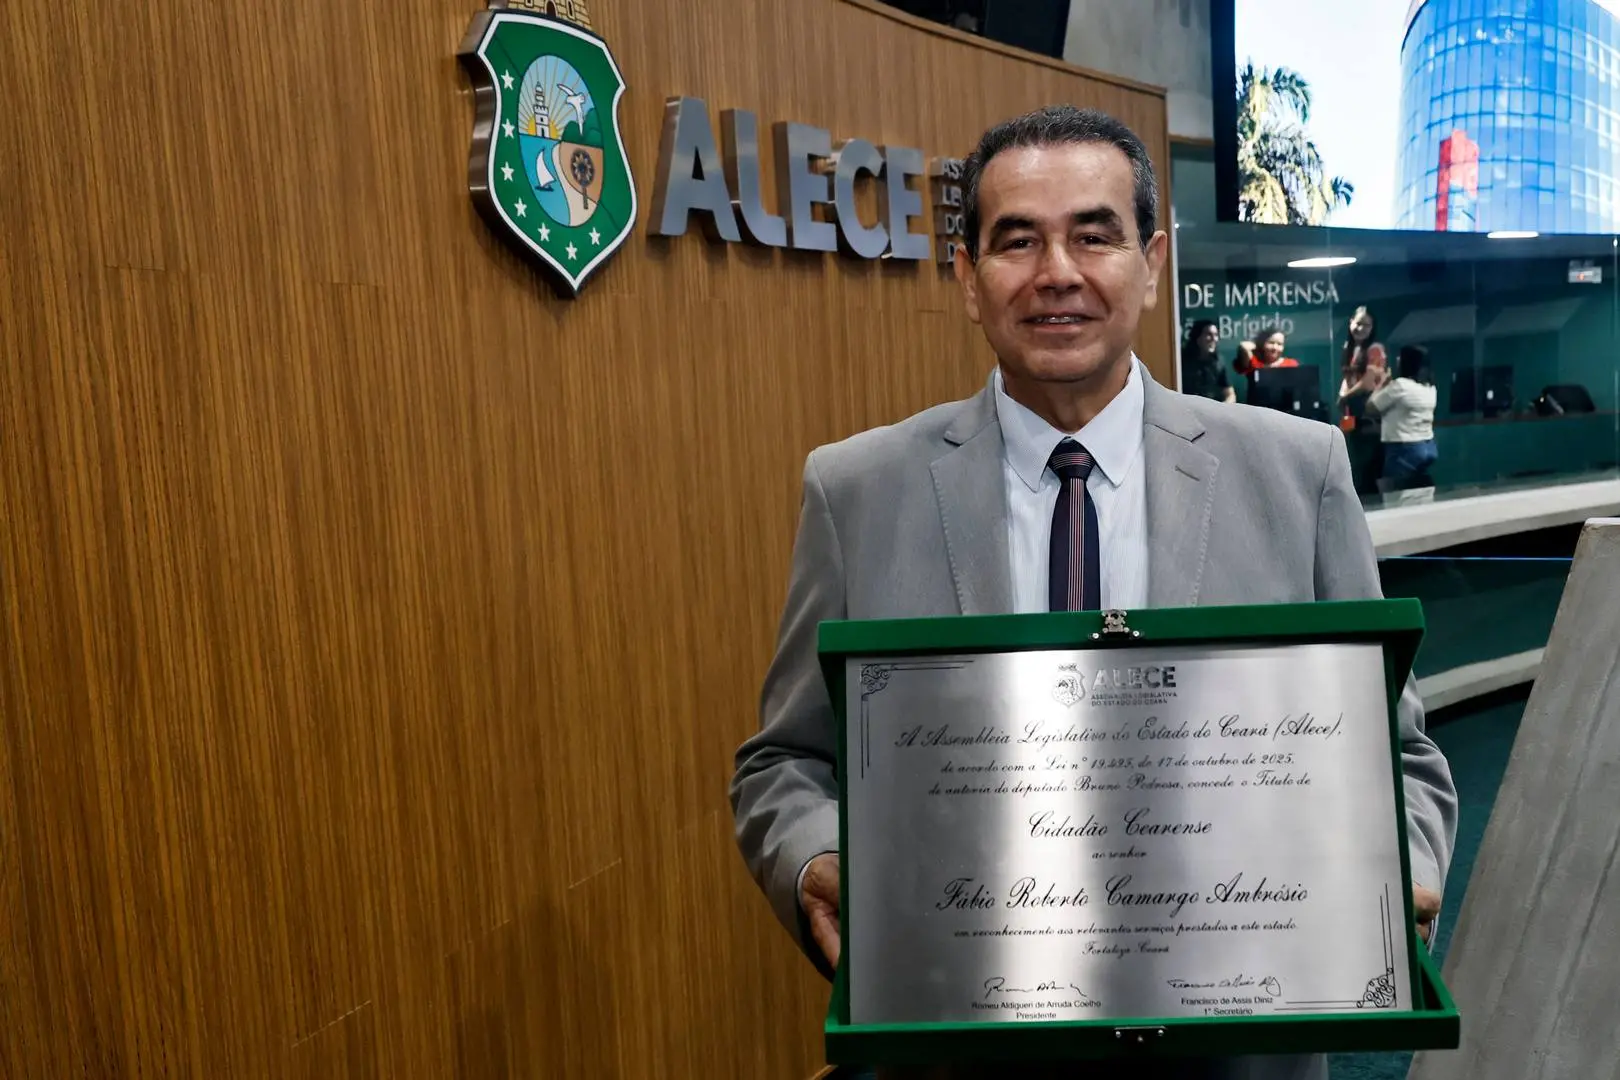 ALECE
DE IMPRENSA
Brígido
ALECE
ASSEMBLEIA LEGISLATIVA
DO ESTADO DO CEARÁ
A Assembleia Legislativa do Estado do Ceará (Alece),
de acordo com a Lei nº 19.495, de 17 de outubro de 2025,
de autoria do deputado Bruno Pedrosa, concede o Título de
Cidadão Cearense
ao senhor
Fábio Roberto Camargo Ambrósio
em reconhecimento aos relevantes serviços prestados a este estado.
Fortaleza - Ceará
Romeu Aldigueri de Arruda Coelho
Presidente
Francisco de Assis Diniz
1º Secretário